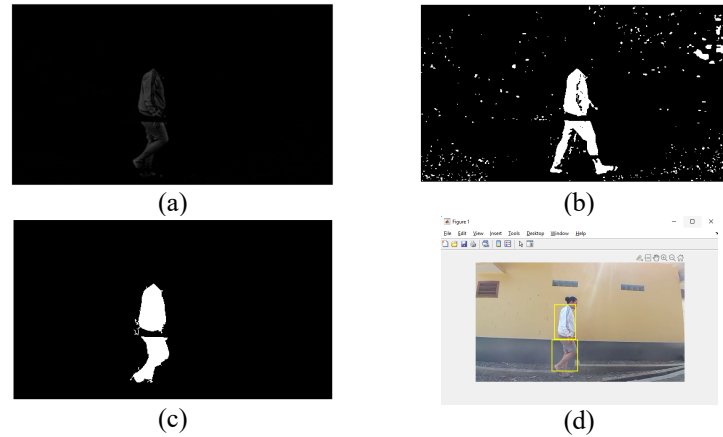 (a)
(b)
Figure 1
File Edit View Insert Tools Desktop Window Help
(c)
(d)